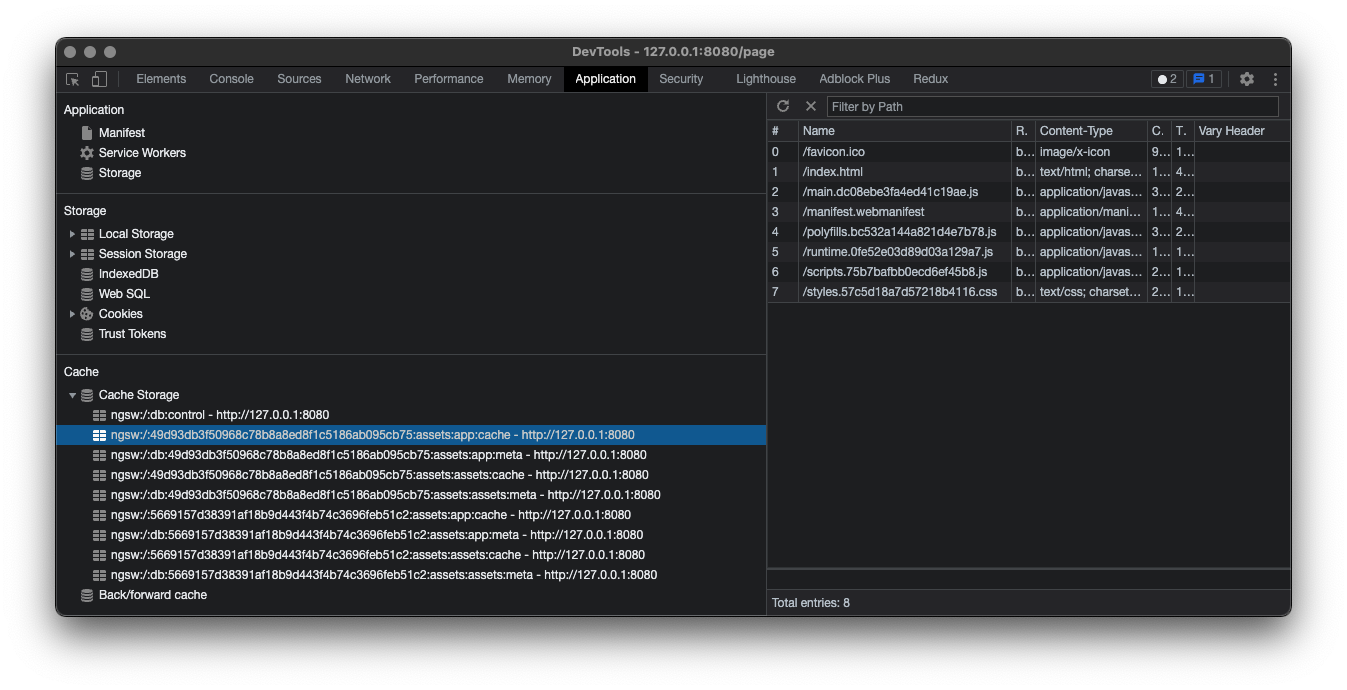 DevTools - 127.0.0.1:8080/page
Elements Console Sources Network Performance Memory Application Security Lighthouse Adblock Plus Redux 2 1
Application
Manifest
Service Workers
Storage
Storage
Local Storage
Session Storage
IndexedDB
Web SQL
Cookies
Trust Tokens
Cache
Cache Storage
ngsw:/:db:control - http://127.0.0.1:8080
ngsw:/:49d93db3f50968c78b8a8ed8f1c5186ab095cb75:assets:app:cache - http://127.0.0.1:8080
ngsw:/:db:49d93db3f50968c78b8a8ed8f1c5186ab095cb75:assets:app:meta - http://127.0.0.1:8080
ngsw:/:49d93db3f50968c78b8a8ed8f1c5186ab095cb75:assets:assets:cache - http://127.0.0.1:8080
ngsw:/:db:49d93db3f50968c78b8a8ed8f1c5186ab095cb75:assets:assets:meta - http://127.0.0.1:8080
ngsw:/:5669157d38391af18b9d443f4b74c3696feb51c2:assets:app:cache - http://127.0.0.1:8080
ngsw:/:db:5669157d38391af18b9d443f4b74c3696feb51c2:assets:app:meta - http://127.0.0.1:8080
ngsw:/:5669157d38391af18b9d443f4b74c3696feb51c2:assets:assets:cache - http://127.0.0.1:8080
ngsw:/:db:5669157d38391af18b9d443f4b74c3696feb51c2:assets:assets:meta - http://127.0.0.1:8080
Back/forward cache
Filter by Path
# Name R. Content-Type C. T. Vary Header
0 /favicon.ico b... image/x-icon 9... 1...
1 /index.html b... text/html; charse... 1... 4...
2 /main.dc08ebe3fa4ed41c19ae.js b... application/javas... 3... 2...
3 /manifest.webmanifest b... application/mani... 1... 4...
4 /polyfills.bc532a144a821d4e7b78.js b... application/javas... 3... 2...
5 /runtime.0fe52e03d89d03a129a7.js b... application/javas... 1... 1...
6 /scripts.75b7bafbb0ecd6ef45b8.js b... application/javas... 2... 1...
7 /styles.57c5d18a7d57218b4116.css b... text/css; charset... 2... 1...
Total entries: 8